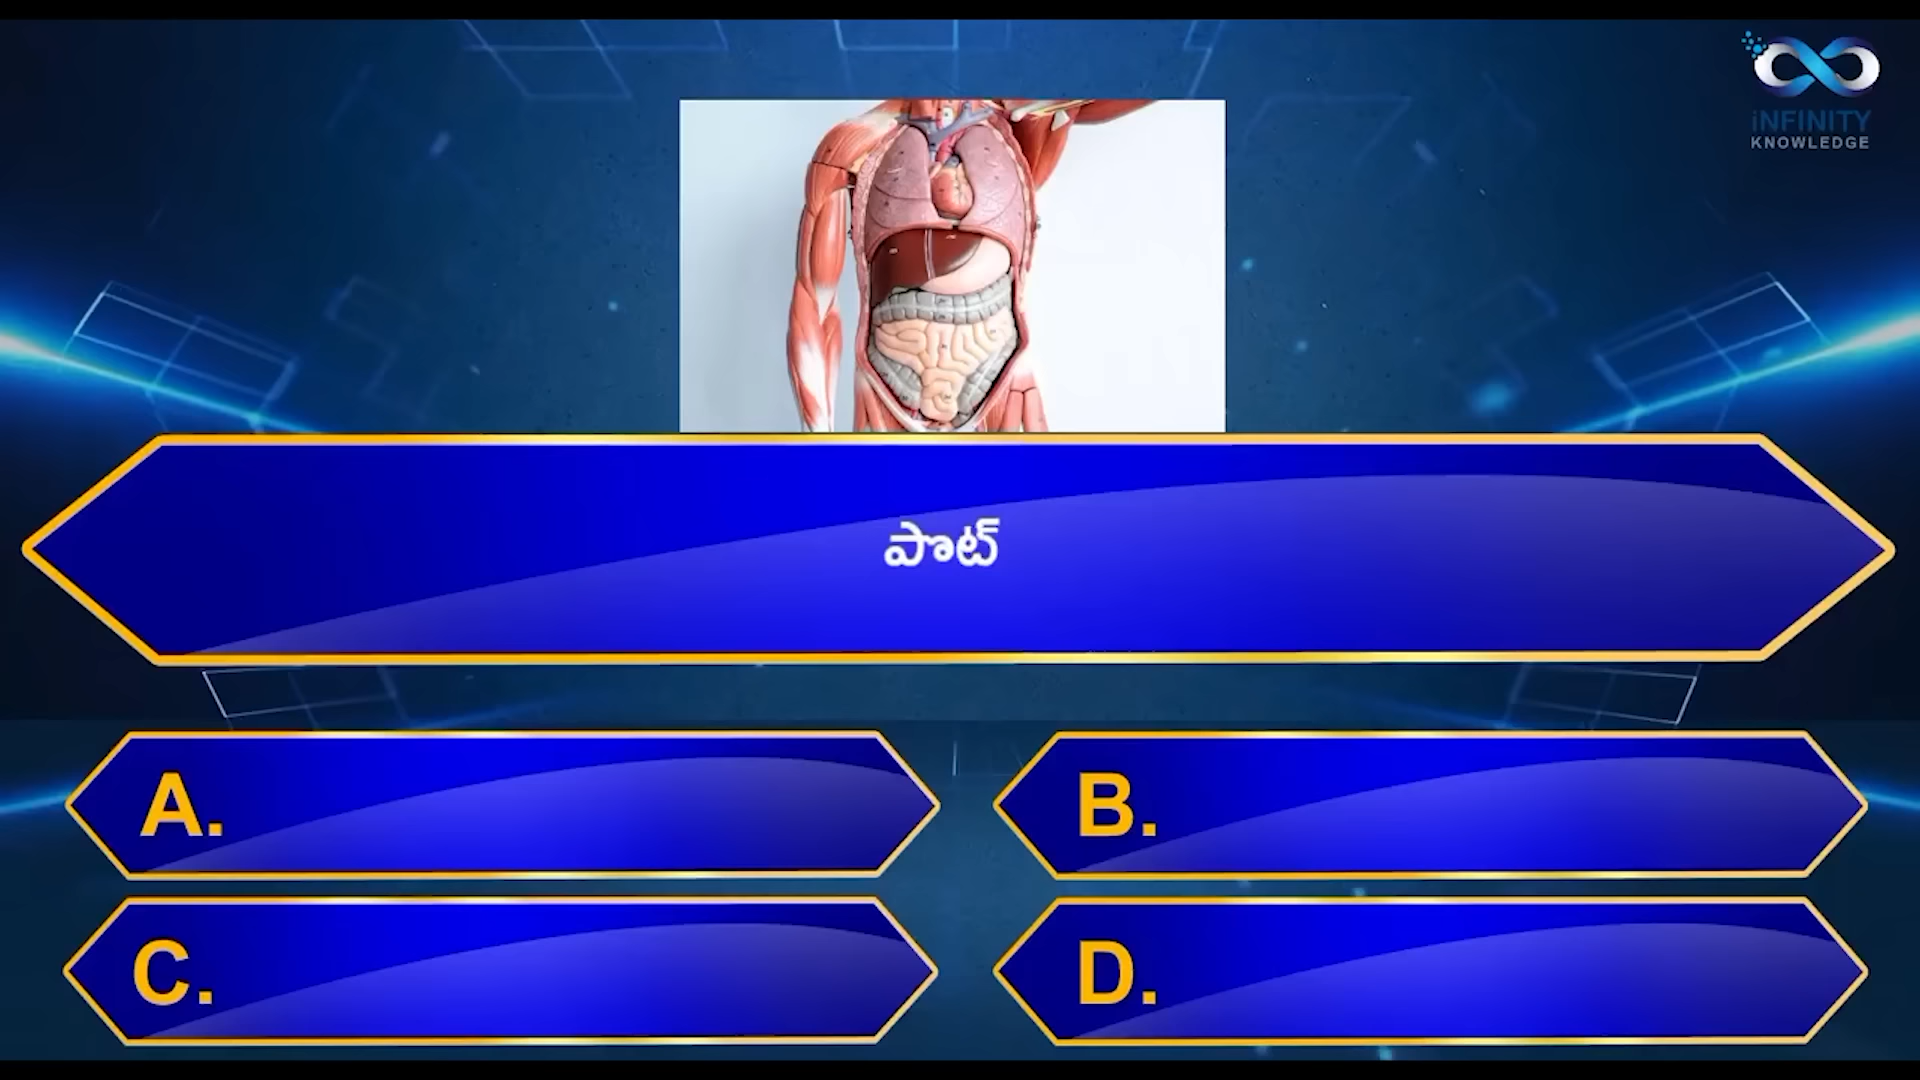 iNFINITY
KNOWLEDGE
పొట్
A.
B.
C.
D.